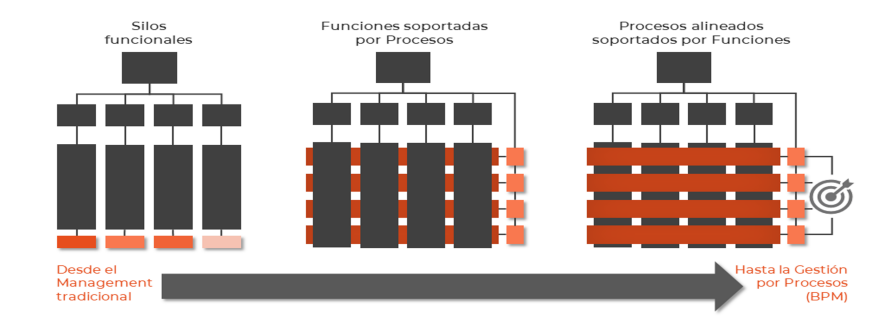 Silos
funcionales
Funciones soportadas
por Procesos
Procesos alineados
soportados por Funciones
Desde el
Management
tradicional
Hasta la Gestión
por Procesos
(BPM)